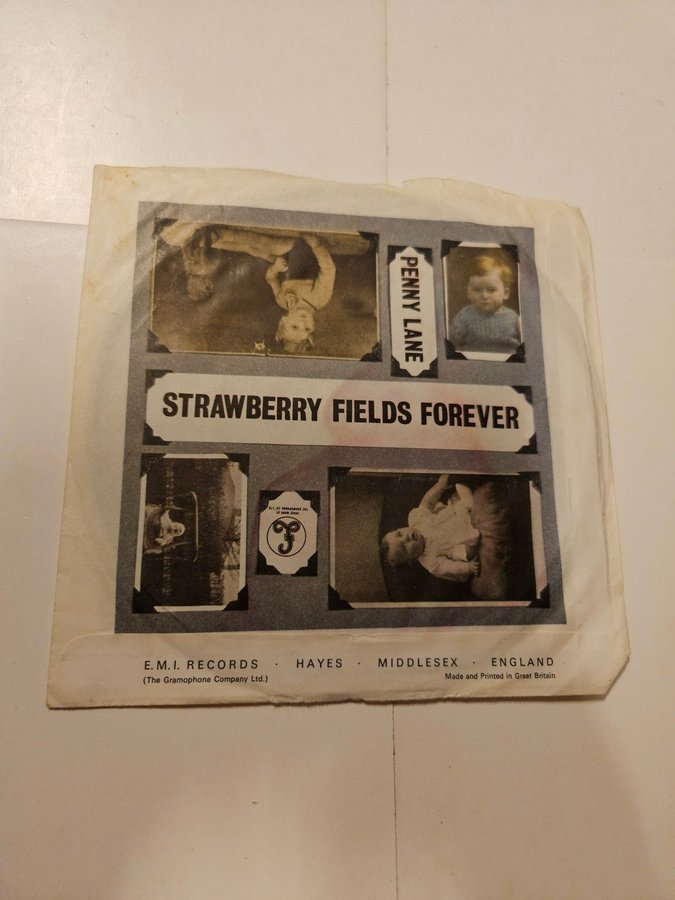 PENNY LANE
STRAWBERRY FIELDS FOREVER
E.M.I. RECORDS · HAYES · MIDDLESEX · ENGLAND
(The Gramophone Company Ltd.) Made and Printed in Great Britain